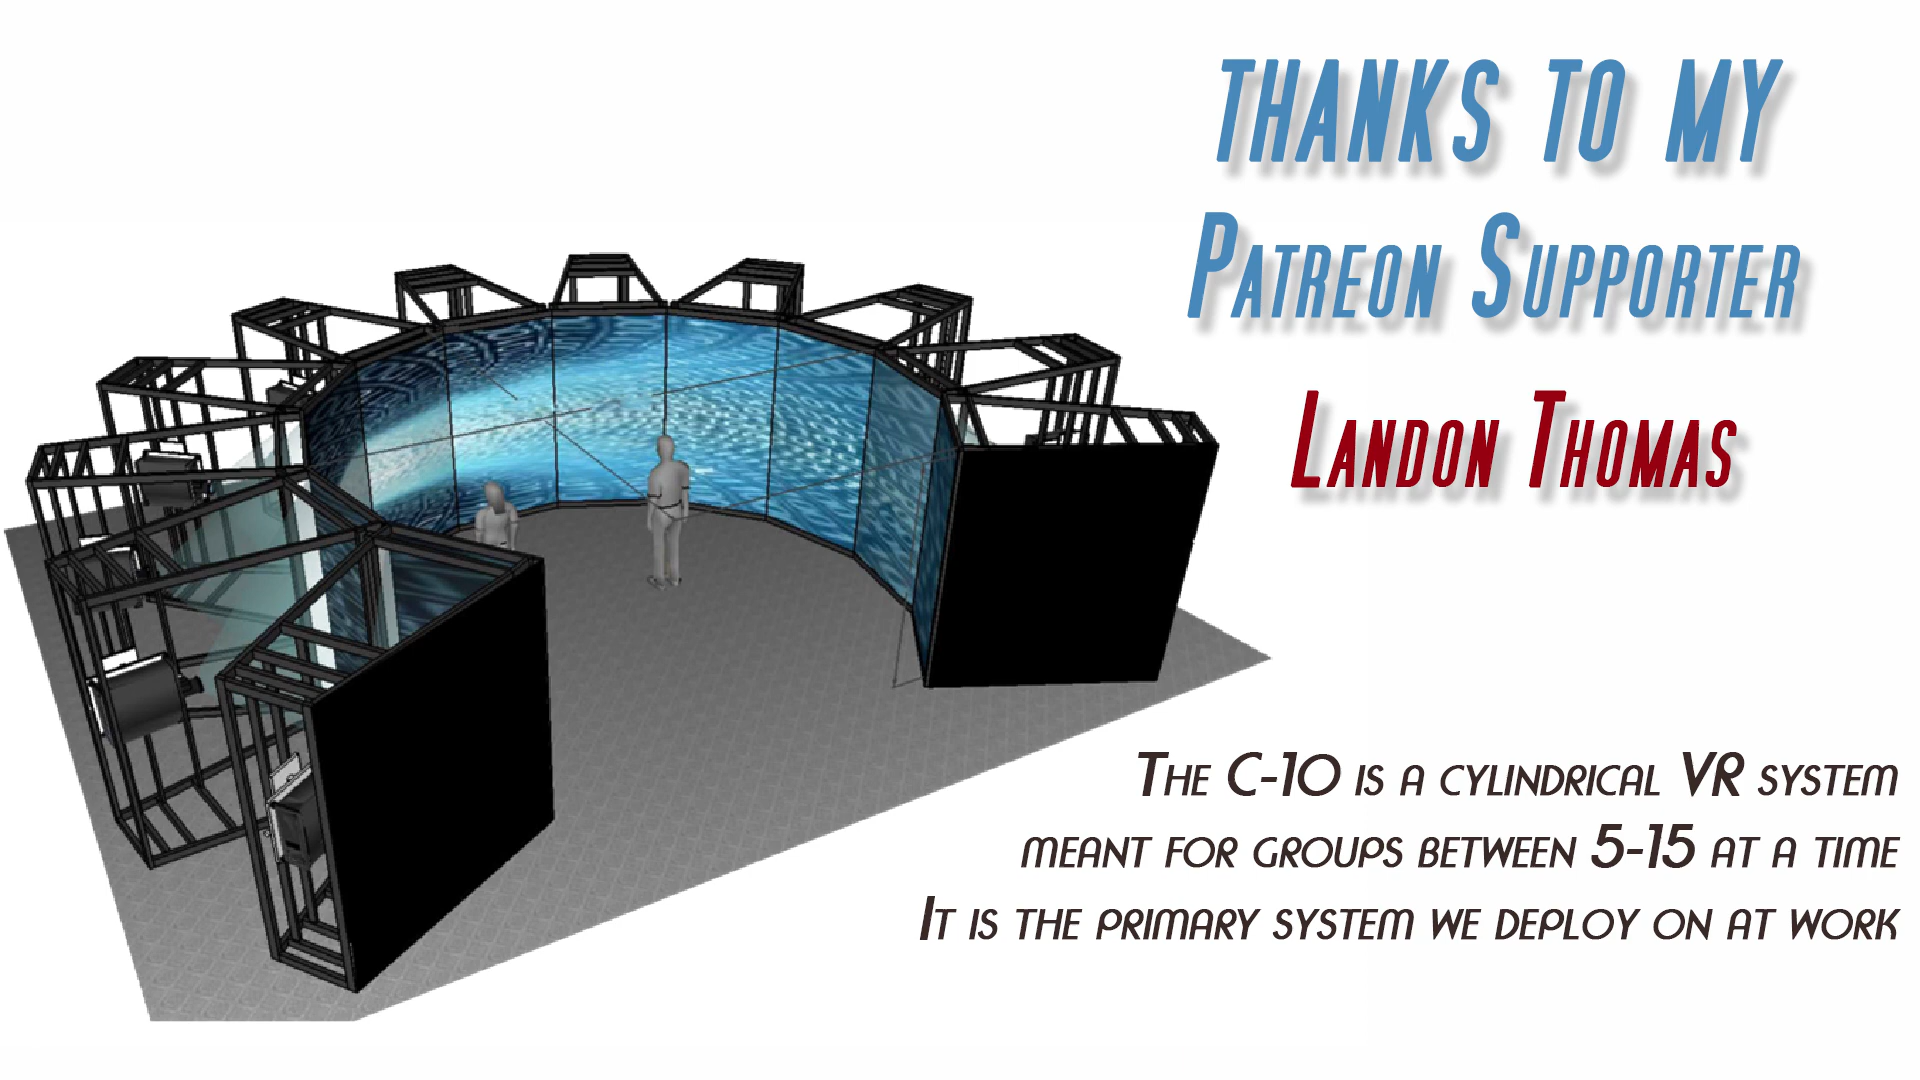 THANKS TO MY
PATREON SUPPORTER
LANDON THOMAS
THE C-10 IS A CYLINDRICAL VR SYSTEM
MEANT FOR GROUPS BETWEEN 5-15 AT A TIME
IT IS THE PRIMARY SYSTEM WE DEPLOY ON AT WORK